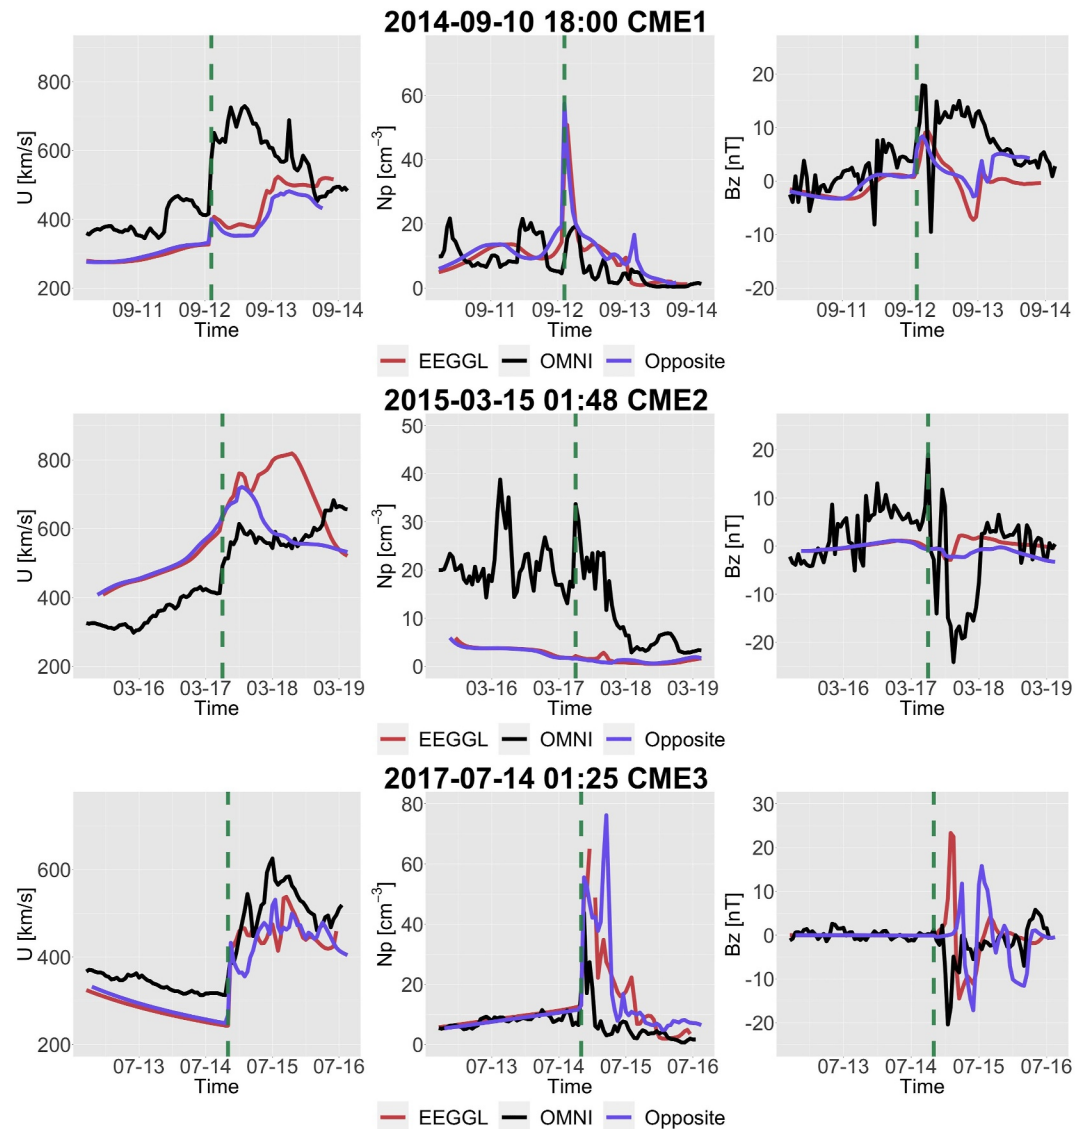 2014-09-10 18:00 CME1
U [km/s]
800
600
400
200
09-11 09-12 09-13 09-14
Time
Np [cm⁻³]
60
40
20
0
09-11 09-12 09-13 09-14
Time
Bz [nT]
20
10
0
-10
-20
09-11 09-12 09-13 09-14
Time
EEGGL OMNI Opposite
2015-03-15 01:48 CME2
U [km/s]
800
600
400
200
03-16 03-17 03-18 03-19
Time
Np [cm⁻³]
50
40
30
20
10
0
03-16 03-17 03-18 03-19
Time
Bz [nT]
20
10
0
-10
-20
03-16 03-17 03-18 03-19
Time
EEGGL OMNI Opposite
2017-07-14 01:25 CME3
U [km/s]
600
400
200
07-13 07-14 07-15 07-16
Time
Np [cm⁻³]
80
60
40
20
0
07-13 07-14 07-15 07-16
Time
Bz [nT]
30
20
10
0
-10
-20
07-13 07-14 07-15 07-16
Time
EEGGL OMNI Opposite